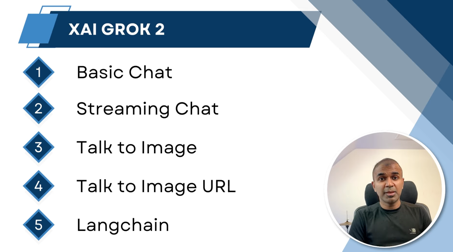 XAI GROK 2
1 Basic Chat
2 Streaming Chat
3 Talk to Image
4 Talk to Image URL
5 Langchain